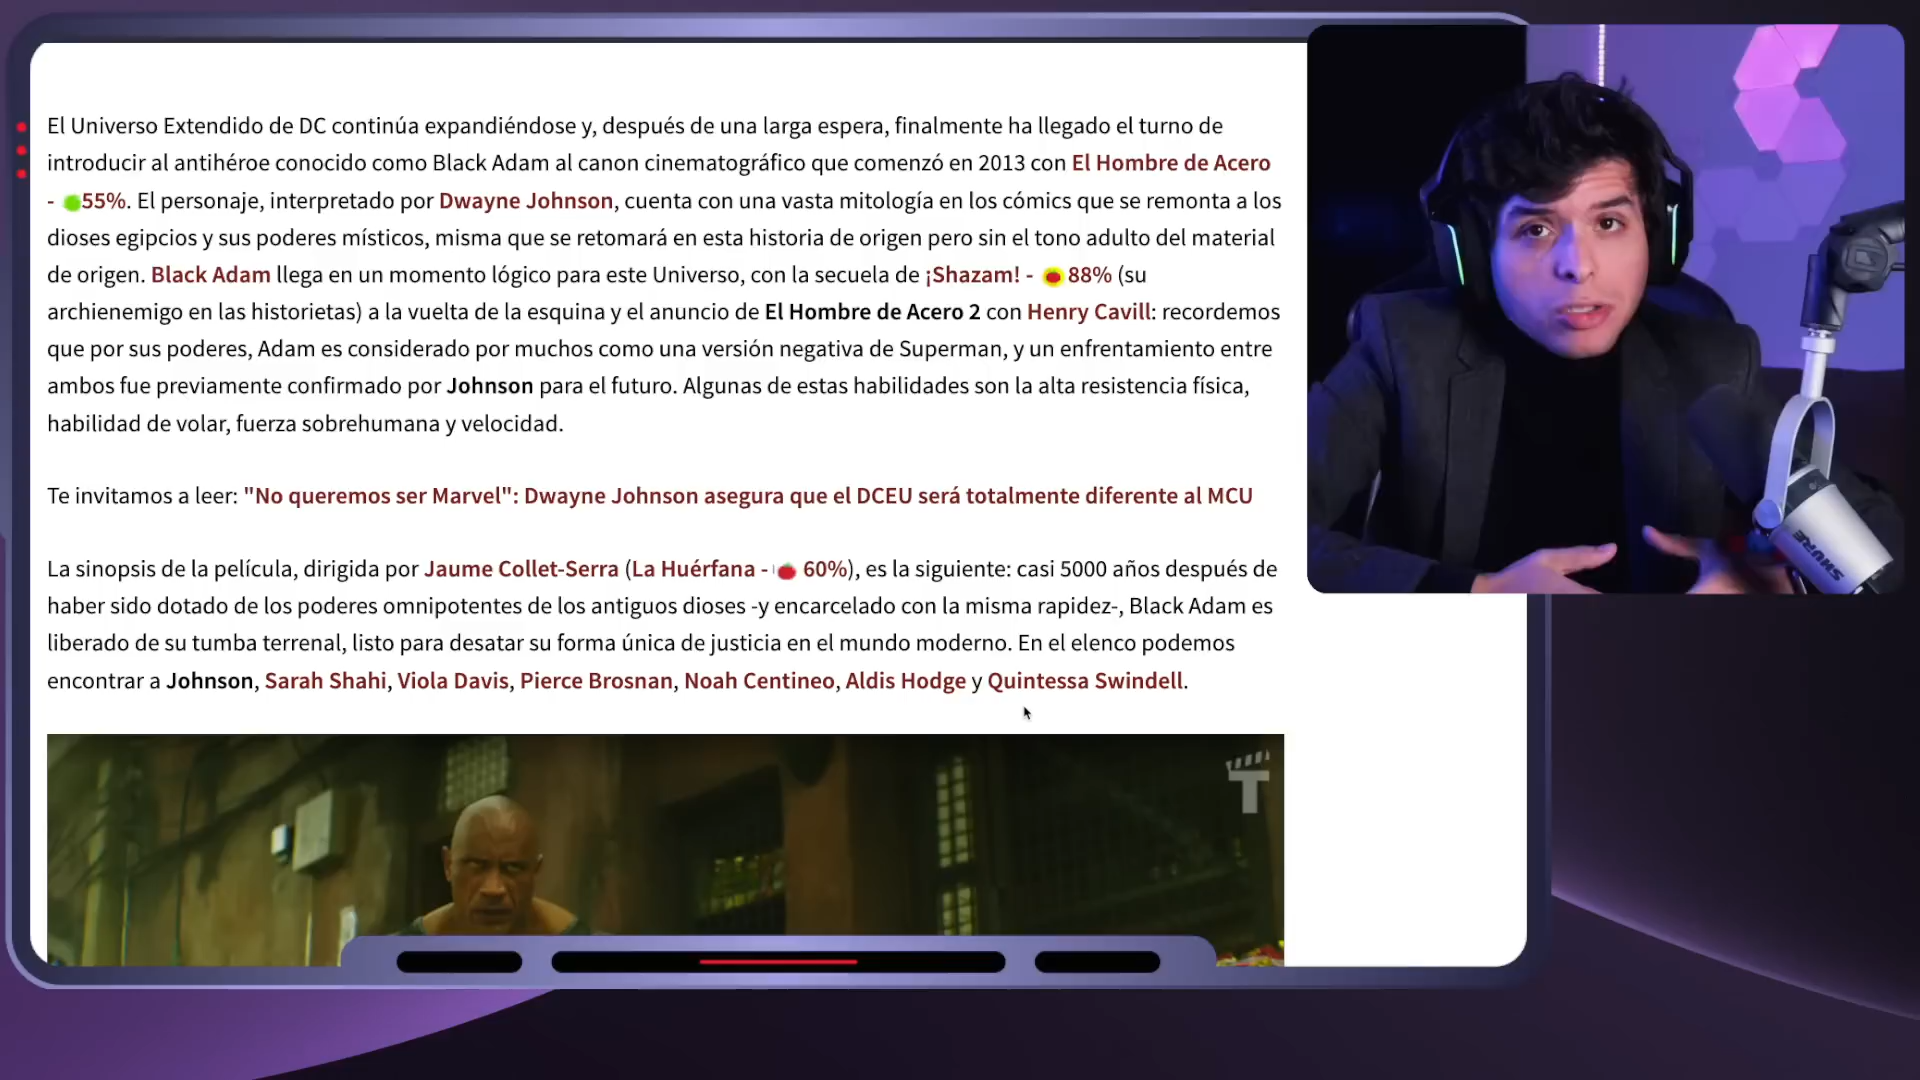 El Universo Extendido de DC continúa expandiéndose y, después de una larga espera, finalmente ha llegado el turno de
introducir al antihéroe conocido como Black Adam al canon cinematográfico que comenzó en 2013 con El Hombre de Acero
- 55%. El personaje, interpretado por Dwayne Johnson, cuenta con una vasta mitología en los cómics que se remonta a los
dioses egipcios y sus poderes místicos, misma que se retomará en esta historia de origen pero sin el tono adulto del material
de origen. Black Adam llega en un momento lógico para este Universo, con la secuela de ¡Shazam! - 88% (su
archienemigo en las historietas) a la vuelta de la esquina y el anuncio de El Hombre de Acero 2 con Henry Cavill: recordemos
que por sus poderes, Adam es considerado por muchos como una versión negativa de Superman, y un enfrentamiento entre
ambos fue previamente confirmado por Johnson para el futuro. Algunas de estas habilidades son la alta resistencia física,
habilidad de volar, fuerza sobrehumana y velocidad.
Te invitamos a leer: "No queremos ser Marvel": Dwayne Johnson asegura que el DCEU será totalmente diferente al MCU
La sinopsis de la película, dirigida por Jaume Collet-Serra (La Huérfana - 60%), es la siguiente: casi 5000 años después de
haber sido dotado de los poderes omnipotentes de los antiguos dioses -y encarcelado con la misma rapidez-, Black Adam es
liberado de su tumba terrenal, listo para desatar su forma única de justicia en el mundo moderno. En el elenco podemos
encontrar a Johnson, Sarah Shahi, Viola Davis, Pierce Brosnan, Noah Centineo, Aldis Hodge y Quintessa Swindell.
T
SHURE